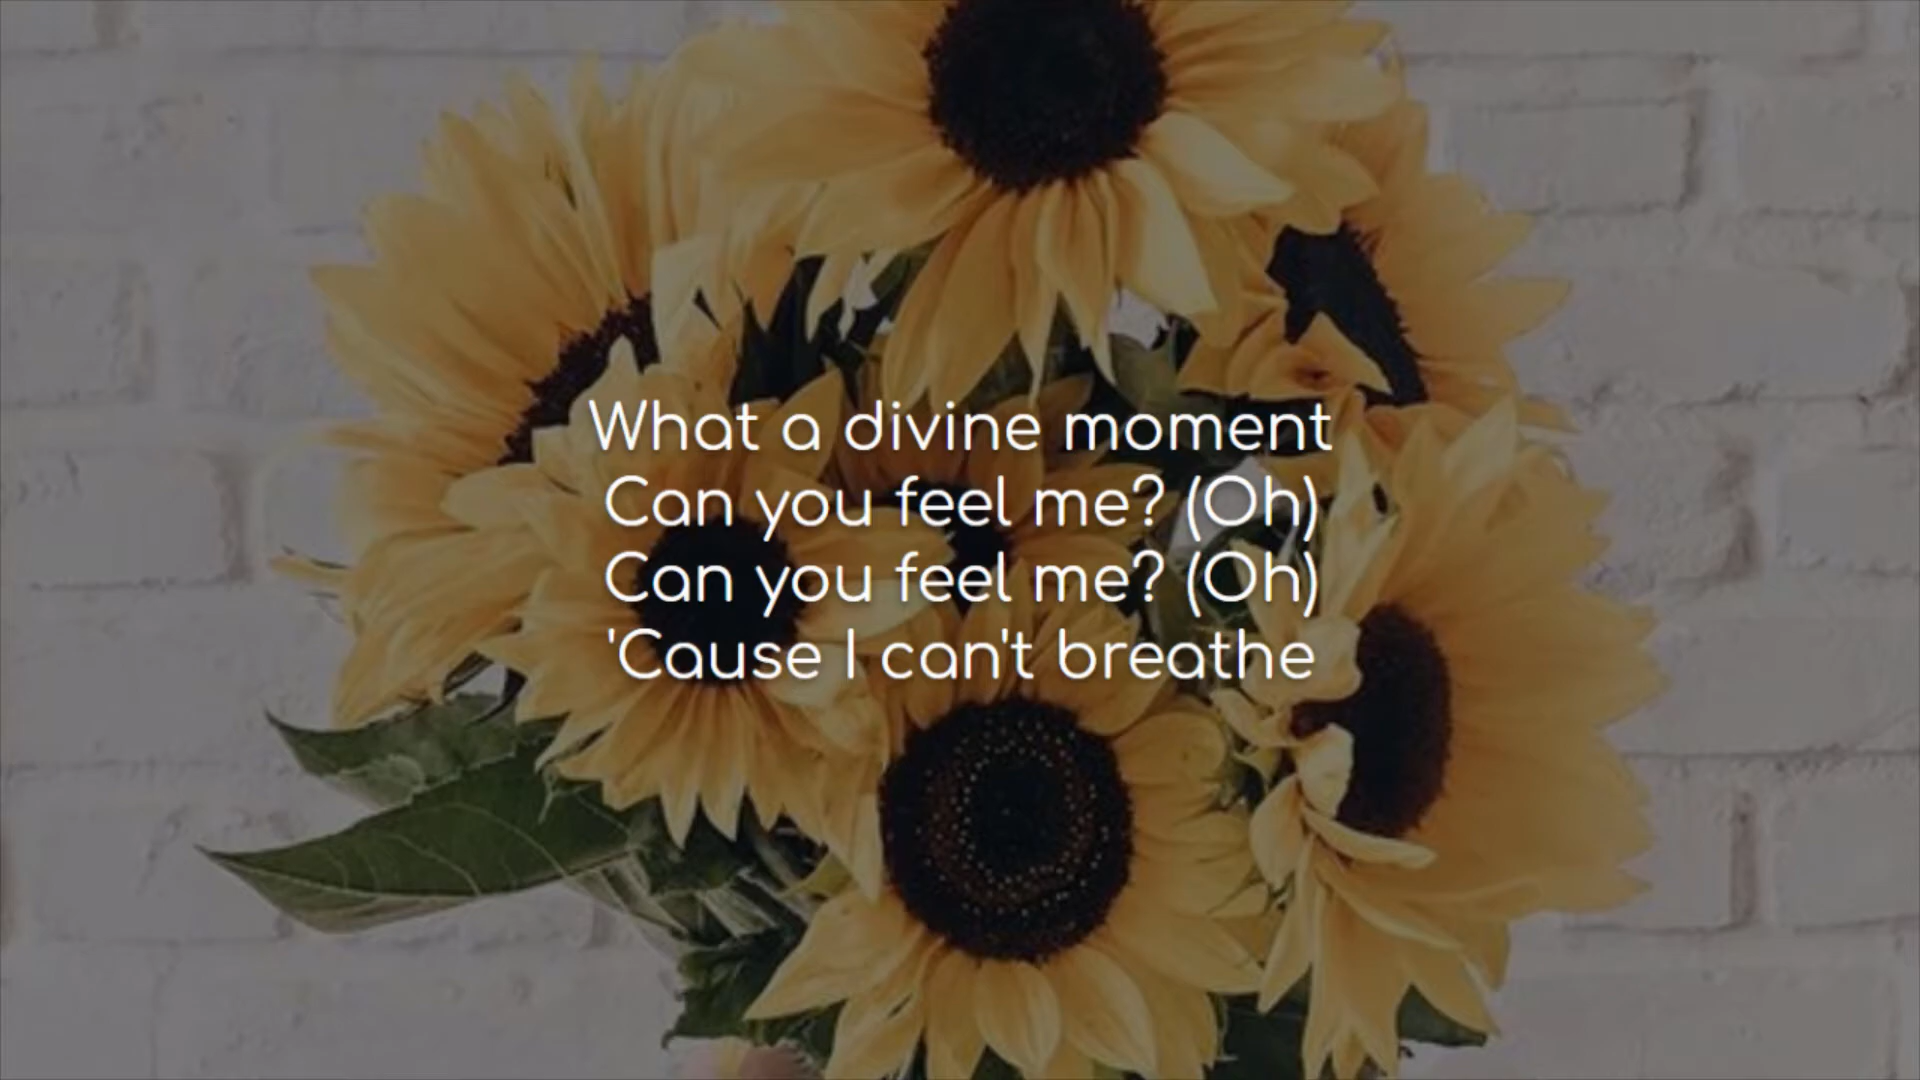 What a divine moment
Can you feel me? (Oh)
Can you feel me? (Oh)
'Cause I can't breathe